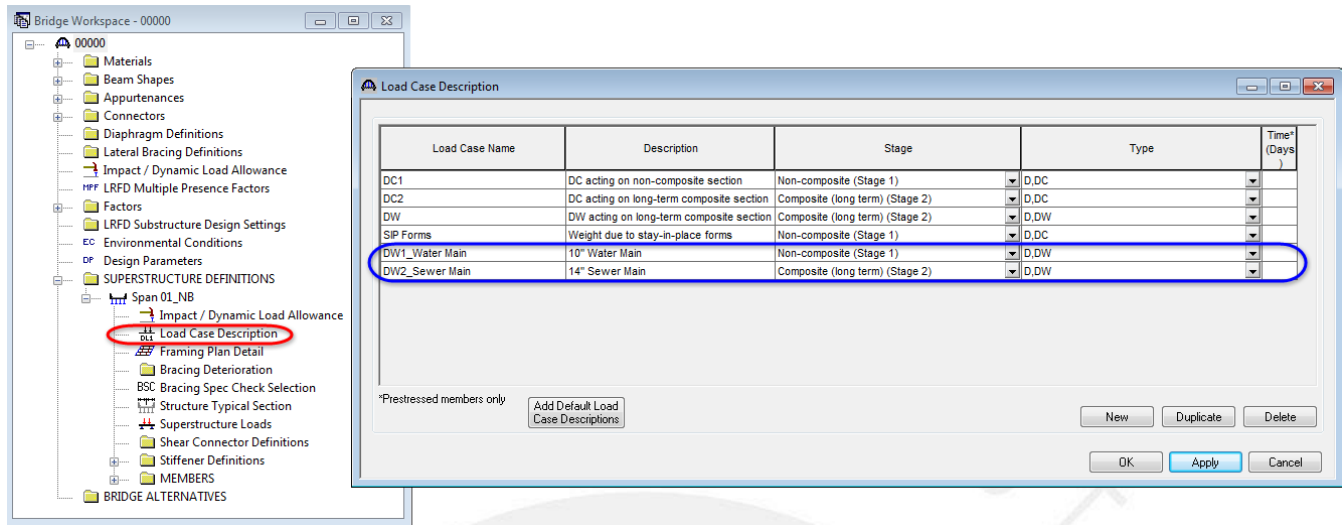 Bridge Workspace - 00000
00000
Materials
Beam Shapes
Appurtenances
Connectors
Diaphragm Definitions
Lateral Bracing Definitions
Impact / Dynamic Load Allowance
MPF LRFD Multiple Presence Factors
Factors
LRFD Substructure Design Settings
EC Environmental Conditions
DP Design Parameters
SUPERSTRUCTURE DEFINITIONS
Span 01_NB
Impact / Dynamic Load Allowance
DL1 Load Case Description
Framing Plan Detail
Bracing Deterioration
BSC Bracing Spec Check Selection
Structure Typical Section
Superstructure Loads
Shear Connector Definitions
Stiffener Definitions
MEMBERS
BRIDGE ALTERNATIVES
Load Case Description
Load Case Name Description Stage Type Time* (Days)
DC1 DC acting on non-composite section Non-composite (Stage 1) D,DC
DC2 DC acting on long-term composite section Composite (long term) (Stage 2) D,DC
DW DW acting on long-term composite section Composite (long term) (Stage 2) D,DW
SIP Forms Weight due to stay-in-place forms Non-composite (Stage 1) D,DC
DW1_Water Main 10" Water Main Non-composite (Stage 1) D,DW
DW2_Sewer Main 14" Sewer Main Composite (long term) (Stage 2) D,DW
*Prestressed members only
Add Default Load
Case Descriptions
New Duplicate Delete
OK Apply Cancel